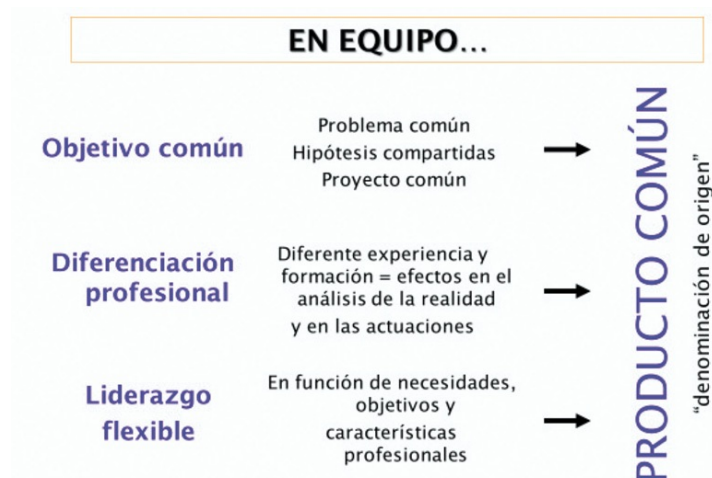 EN EQUIPO...
Objetivo común
Problema común
Hipótesis compartidas
Proyecto común
Diferenciación
profesional
Diferente experiencia y
formación = efectos en el
análisis de la realidad
y en las actuaciones
Liderazgo
flexible
En función de necesidades,
objetivos y
características
profesionales
PRODUCTO COMÚN
“denominación de origen”